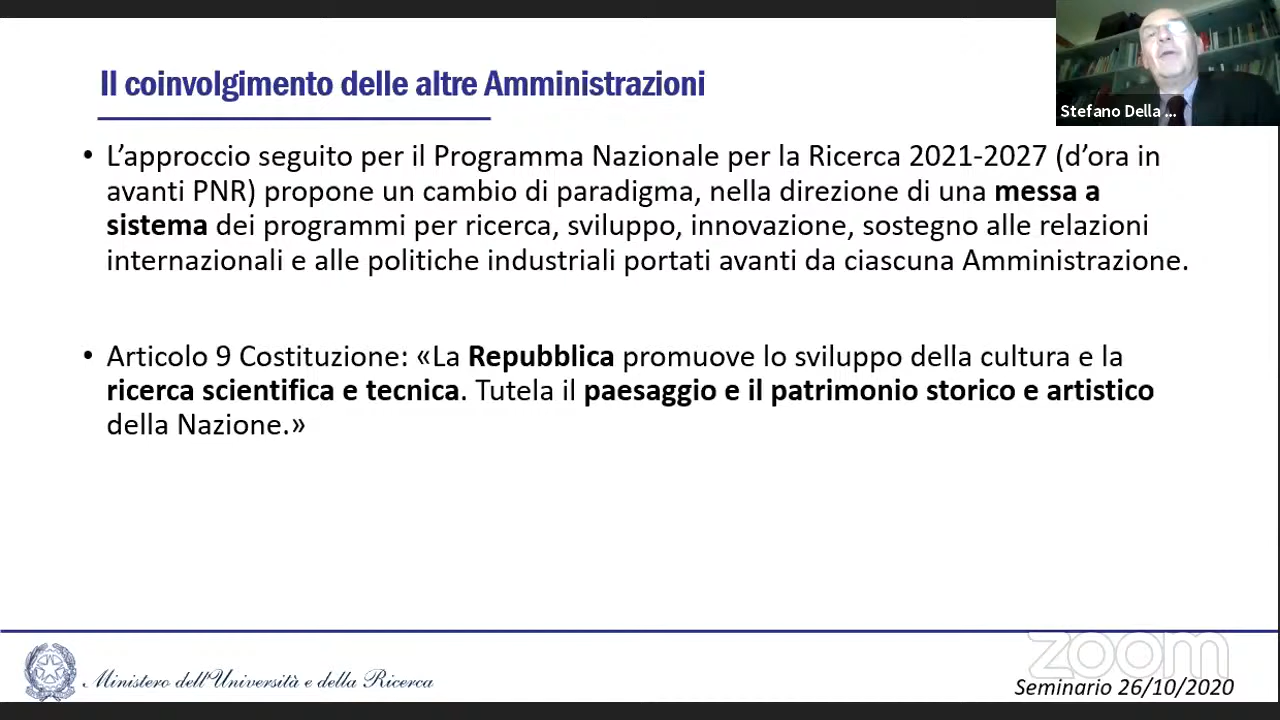 Il coinvolgimento delle altre Amministrazioni
Stefano Della ...
• L’approccio seguito per il Programma Nazionale per la Ricerca 2021-2027 (d’ora in
avanti PNR) propone un cambio di paradigma, nella direzione di una messa a
sistema dei programmi per ricerca, sviluppo, innovazione, sostegno alle relazioni
internazionali e alle politiche industriali portati avanti da ciascuna Amministrazione.
• Articolo 9 Costituzione: «La Repubblica promuove lo sviluppo della cultura e la
ricerca scientifica e tecnica. Tutela il paesaggio e il patrimonio storico e artistico
della Nazione.»
Ministero dell'Università e della Ricerca
zoom
Seminario 26/10/2020